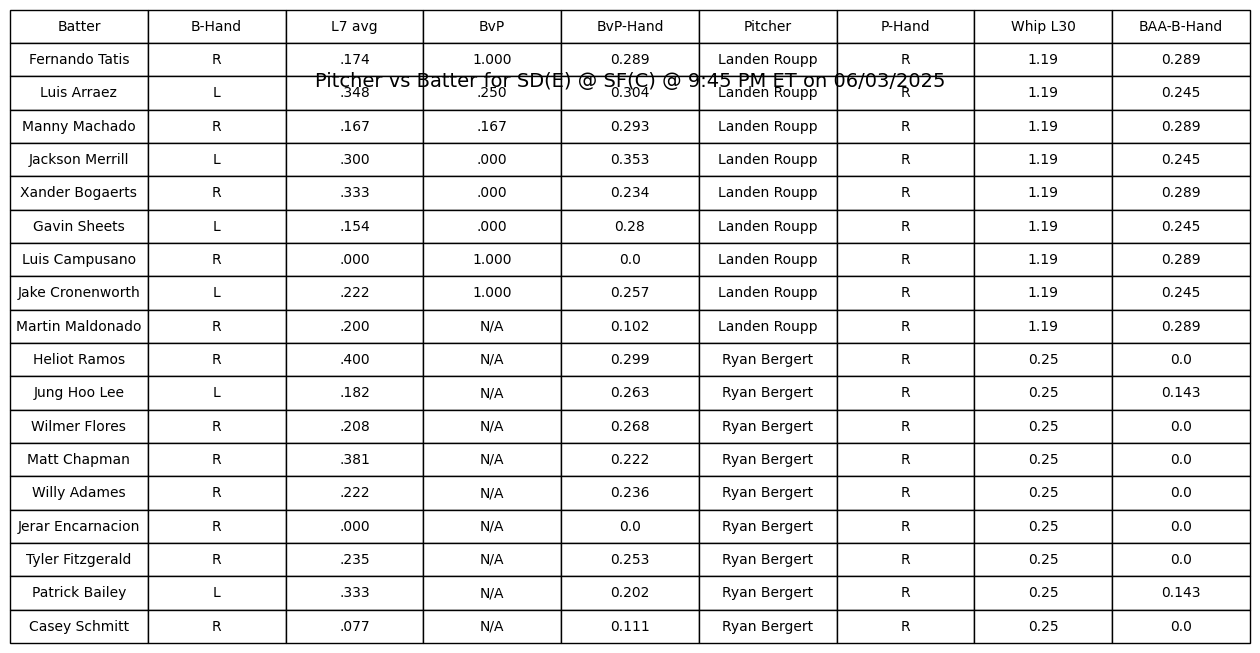 Batter B-Hand L7 avg BvP BvP-Hand Pitcher P-Hand Whip L30 BAA-B-Hand
Fernando Tatis R .174 1.000 0.289 Landen Roupp R 1.19 0.289
Pitcher vs Batter for SD(E) @ SF(C) @ 9:45 PM ET on 06/03/2025
Luis Arraez L .348 .250 0.304 Landen Roupp R 1.19 0.245
Manny Machado R .167 .167 0.293 Landen Roupp R 1.19 0.289
Jackson Merrill L .300 .000 0.353 Landen Roupp R 1.19 0.245
Xander Bogaerts R .333 .000 0.234 Landen Roupp R 1.19 0.289
Gavin Sheets L .154 .000 0.28 Landen Roupp R 1.19 0.245
Luis Campusano R .000 1.000 0.0 Landen Roupp R 1.19 0.289
Jake Cronenworth L .222 1.000 0.257 Landen Roupp R 1.19 0.245
Martin Maldonado R .200 N/A 0.102 Landen Roupp R 1.19 0.289
Heliot Ramos R .400 N/A 0.299 Ryan Bergert R 0.25 0.0
Jung Hoo Lee L .182 N/A 0.263 Ryan Bergert R 0.25 0.143
Wilmer Flores R .208 N/A 0.268 Ryan Bergert R 0.25 0.0
Matt Chapman R .381 N/A 0.222 Ryan Bergert R 0.25 0.0
Willy Adames R .222 N/A 0.236 Ryan Bergert R 0.25 0.0
Jerar Encarnacion R .000 N/A 0.0 Ryan Bergert R 0.25 0.0
Tyler Fitzgerald R .235 N/A 0.253 Ryan Bergert R 0.25 0.0
Patrick Bailey L .333 N/A 0.202 Ryan Bergert R 0.25 0.143
Casey Schmitt R .077 N/A 0.111 Ryan Bergert R 0.25 0.0